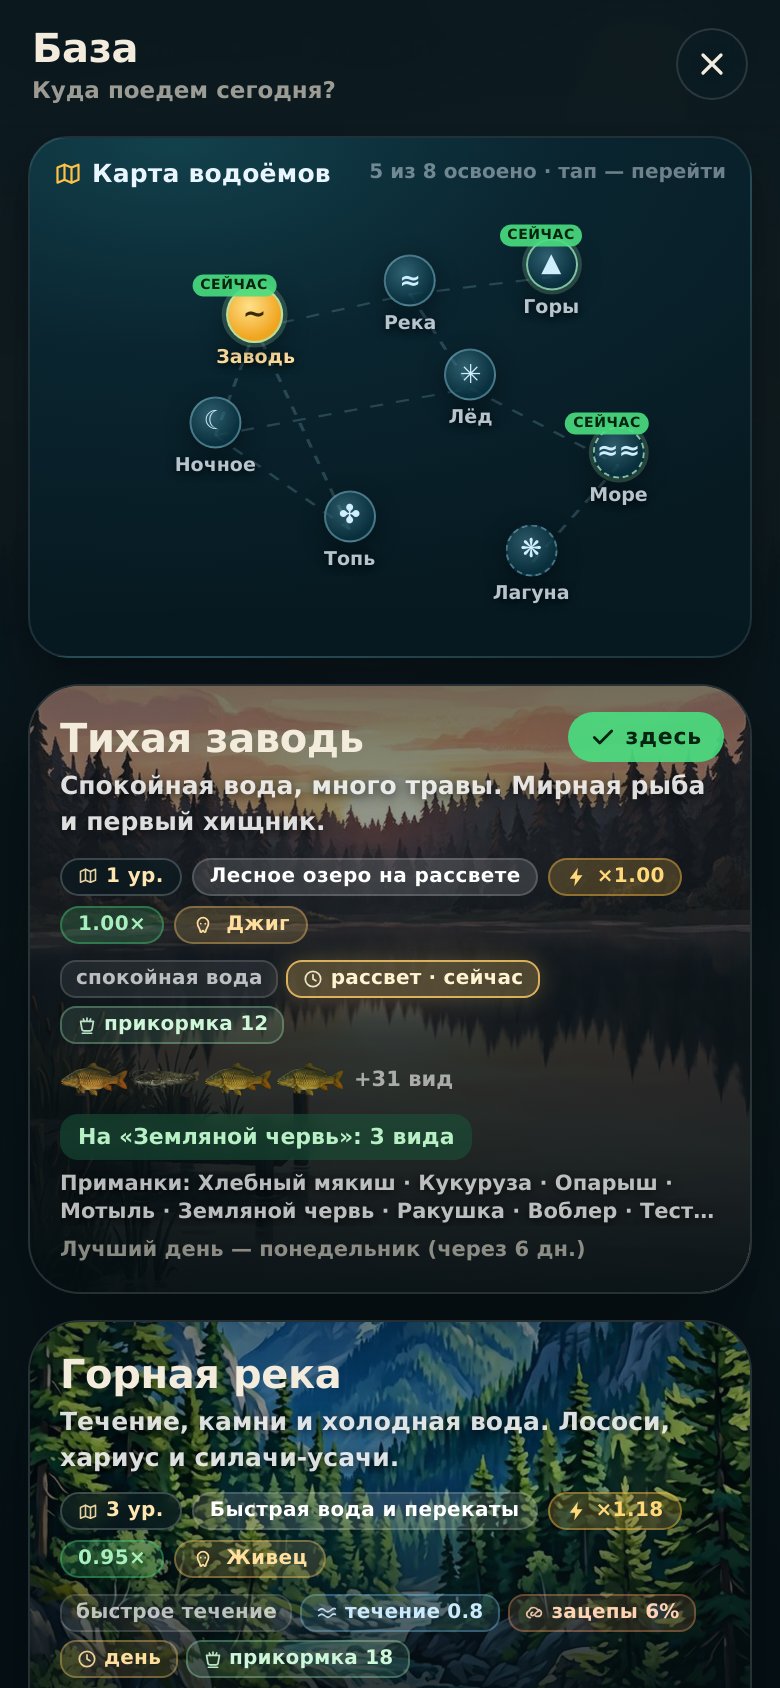 База
Куда поедем сегодня?
Карта водоёмов
5 из 8 освоено · тап — перейти
СЕЙЧАС
Горы
Река
СЕЙЧАС
Заводь
Лёд
Ночное
СЕЙЧАС
Море
Топь
Лагуна
Тихая заводь
здесь
Спокойная вода, много травы. Мирная рыба
и первый хищник.
1 ур.
Лесное озеро на рассвете
×1.00
1.00×
Джиг
спокойная вода
рассвет · сейчас
прикормка 12
+31 вид
На «Земляной червь»: 3 вида
Приманки: Хлебный мякиш · Кукуруза · Опарыш ·
Мотыль · Земляной червь · Ракушка · Воблер · Тест…
Лучший день — понедельник (через 6 дн.)
Горная река
Течение, камни и холодная вода. Лососи,
хариус и силачи-усачи.
3 ур.
Быстрая вода и перекаты
×1.18
0.95×
Живец
быстрое течение
течение 0.8
зацепы 6%
день
прикормка 18